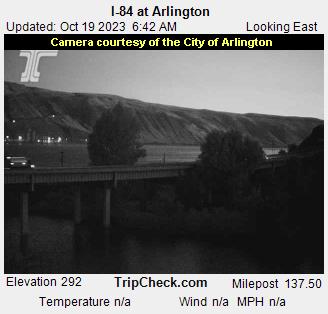 I-84 at Arlington
Updated: Oct 19 2023 6:42 AM Looking East
Camera courtesy of the City of Arlington
Elevation 292 TripCheck.com Milepost 137.50
Temperature n/a Wind n/a MPH n/a